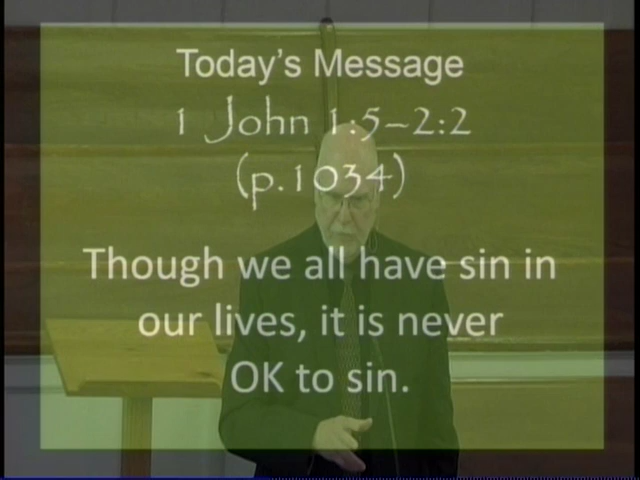 Today's Message
1 John 1:5–2:2
(p.1034)
Though we all have sin in
our lives, it is never
OK to sin.